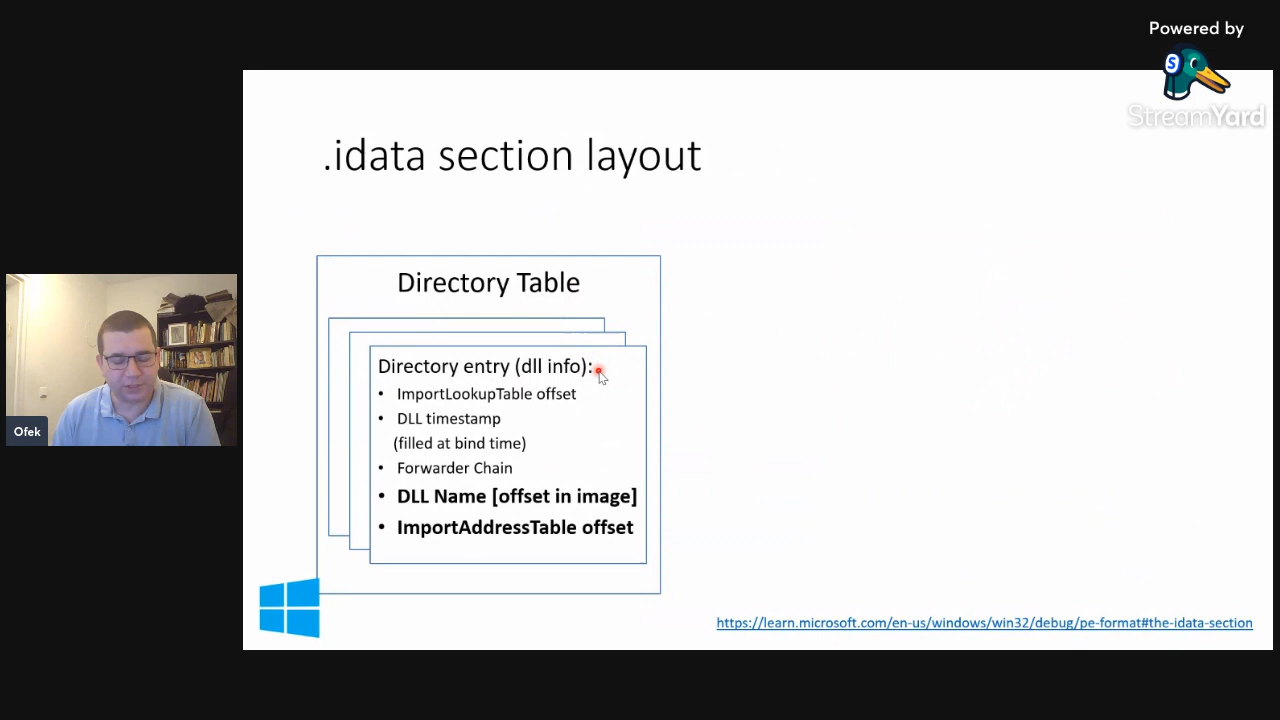 Powered by
StreamYard
.idata section layout
Directory Table
Directory entry (dll info):
• ImportLookupTable offset
• DLL timestamp
(filled at bind time)
• Forwarder Chain
• DLL Name [offset in image]
• ImportAddressTable offset
Ofek
https://learn.microsoft.com/en-us/windows/win32/debug/pe-format#the-idata-section